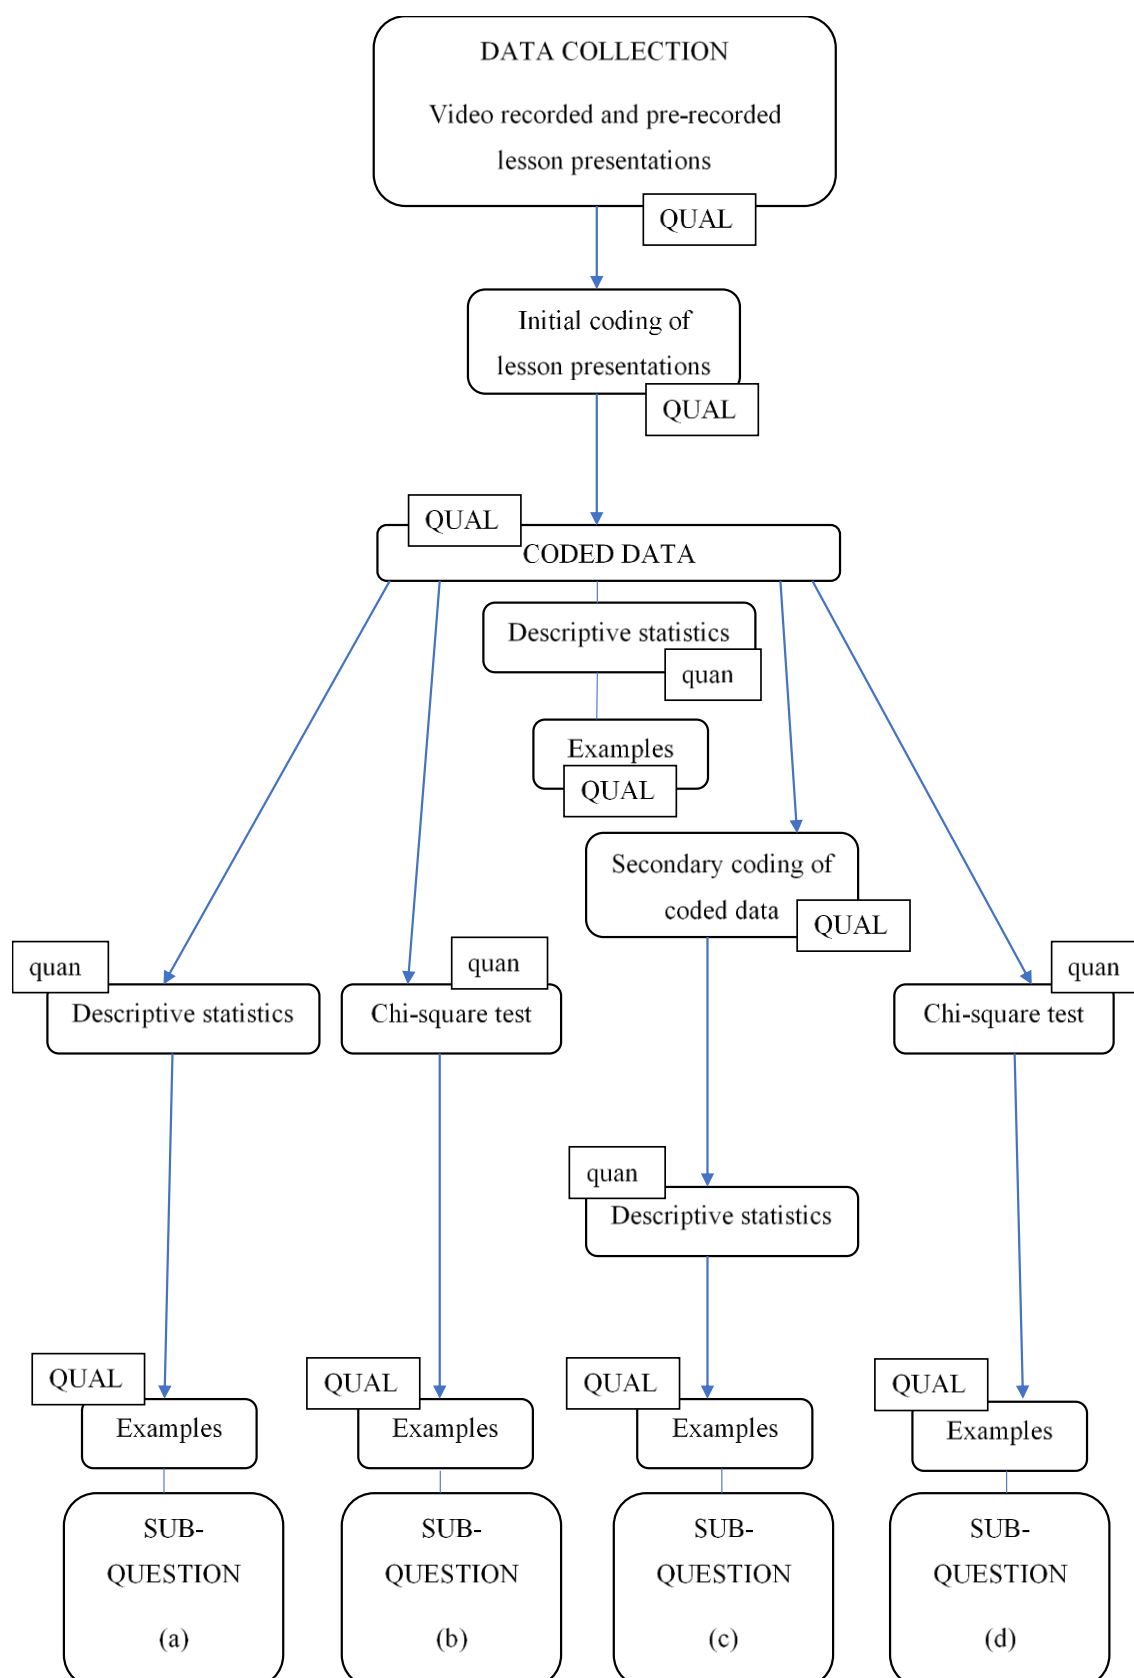 DATA COLLECTION
Video recorded and pre-recorded
lesson presentations
QUAL
Initial coding of
lesson presentations
QUAL
QUAL
CODED DATA
Descriptive statistics
quan
Examples
QUAL
Secondary coding of
coded data
QUAL
quan
Descriptive statistics
quan
Chi-square test
quan
Chi-square test
quan
Descriptive statistics
QUAL
Examples
QUAL
Examples
QUAL
Examples
QUAL
Examples
SUB-
QUESTION
(a)
SUB-
QUESTION
(b)
SUB-
QUESTION
(c)
SUB-
QUESTION
(d)